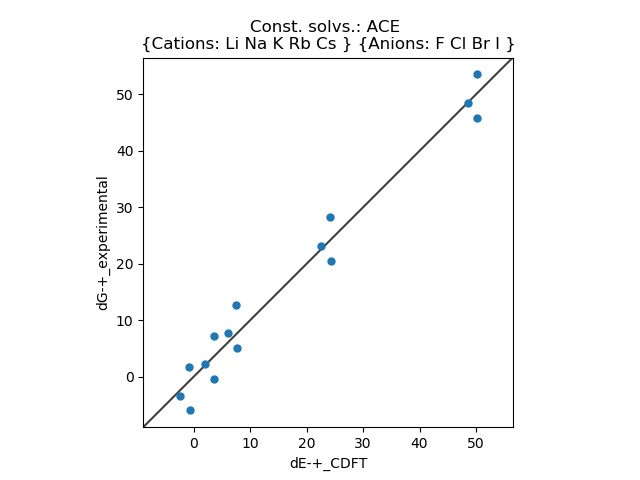 Const. solvs.: ACE
{Cations: Li Na K Rb Cs } {Anions: F Cl Br I }
50
40
30
20
10
0
dG-+_experimental
0 10 20 30 40 50
dE-+_CDFT